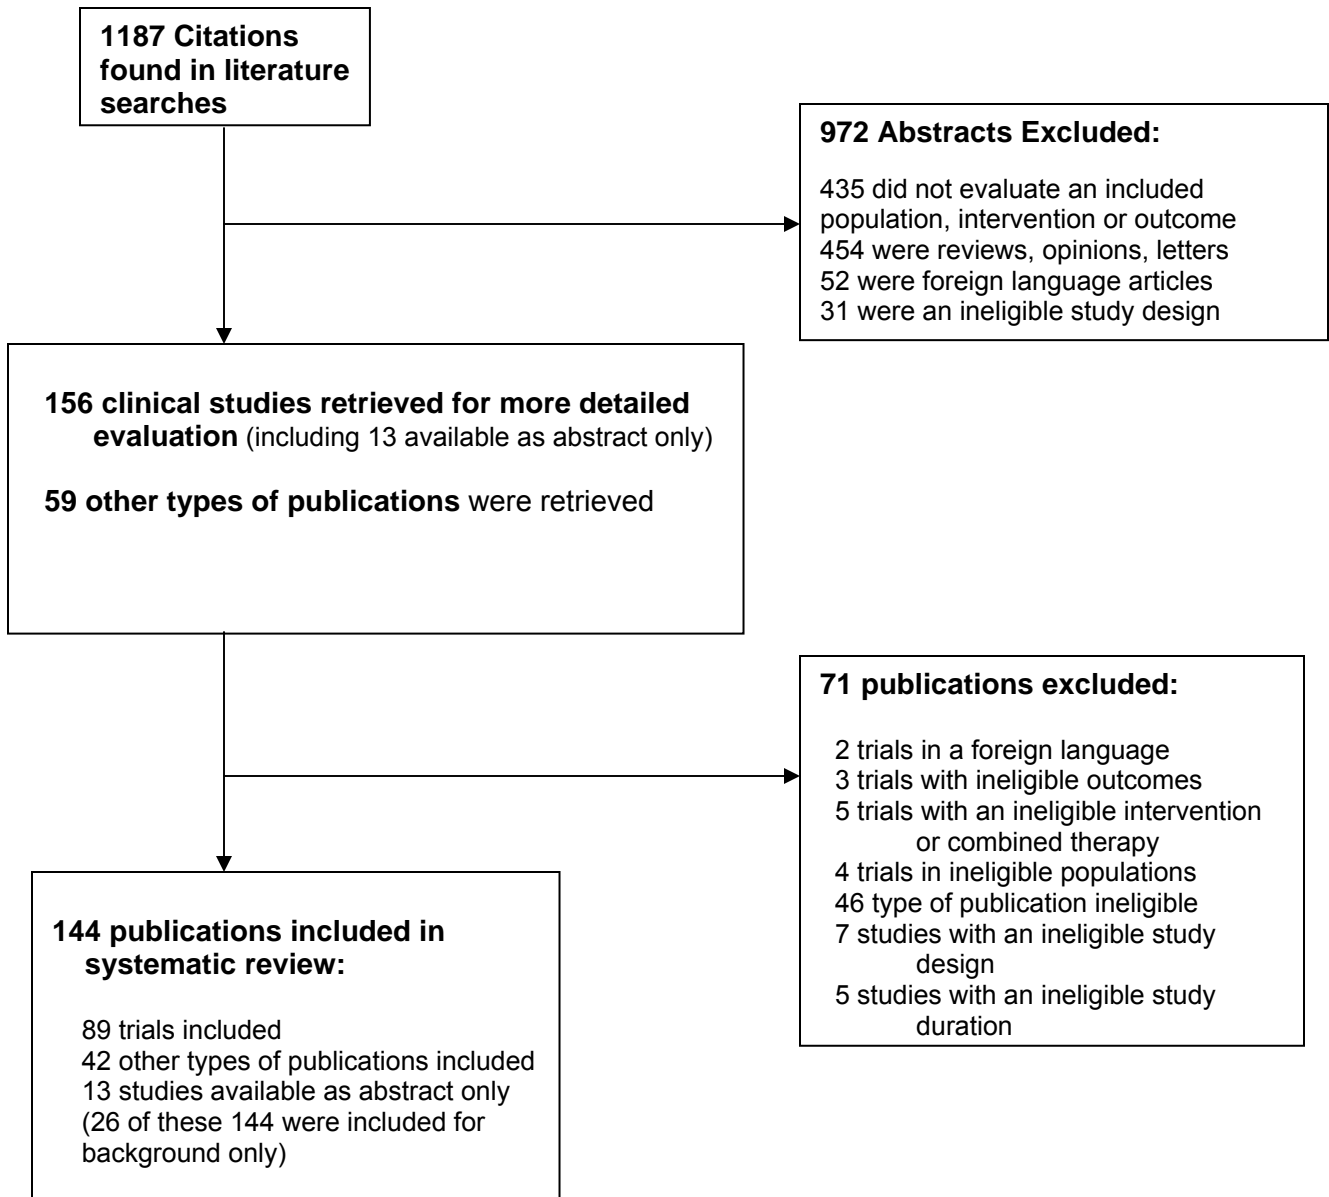 1187 Citations
found in literature
searches
972 Abstracts Excluded:
435 did not evaluate an included
population, intervention or outcome
454 were reviews, opinions, letters
52 were foreign language articles
31 were an ineligible study design
156 clinical studies retrieved for more detailed
evaluation (including 13 available as abstract only)
59 other types of publications were retrieved
71 publications excluded:
2 trials in a foreign language
3 trials with ineligible outcomes
5 trials with an ineligible intervention
or combined therapy
4 trials in ineligible populations
46 type of publication ineligible
7 studies with an ineligible study
design
5 studies with an ineligible study
duration
144 publications included in
systematic review:
89 trials included
42 other types of publications included
13 studies available as abstract only
(26 of these 144 were included for
background only)